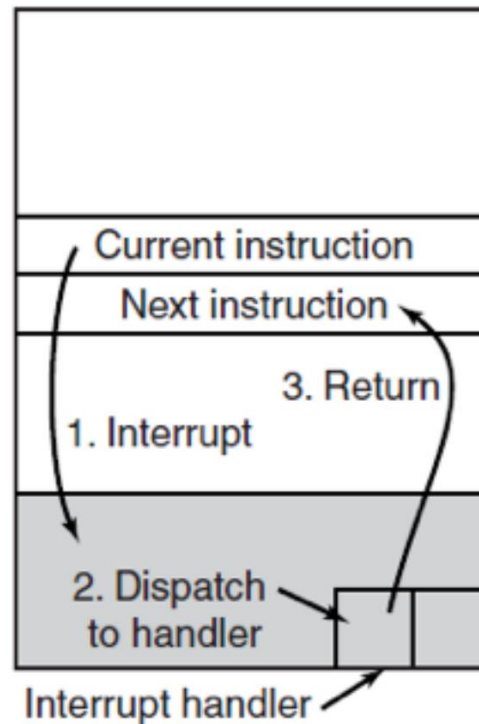 Current instruction
Next instruction
3. Return
1. Interrupt
2. Dispatch
to handler
Interrupt handler